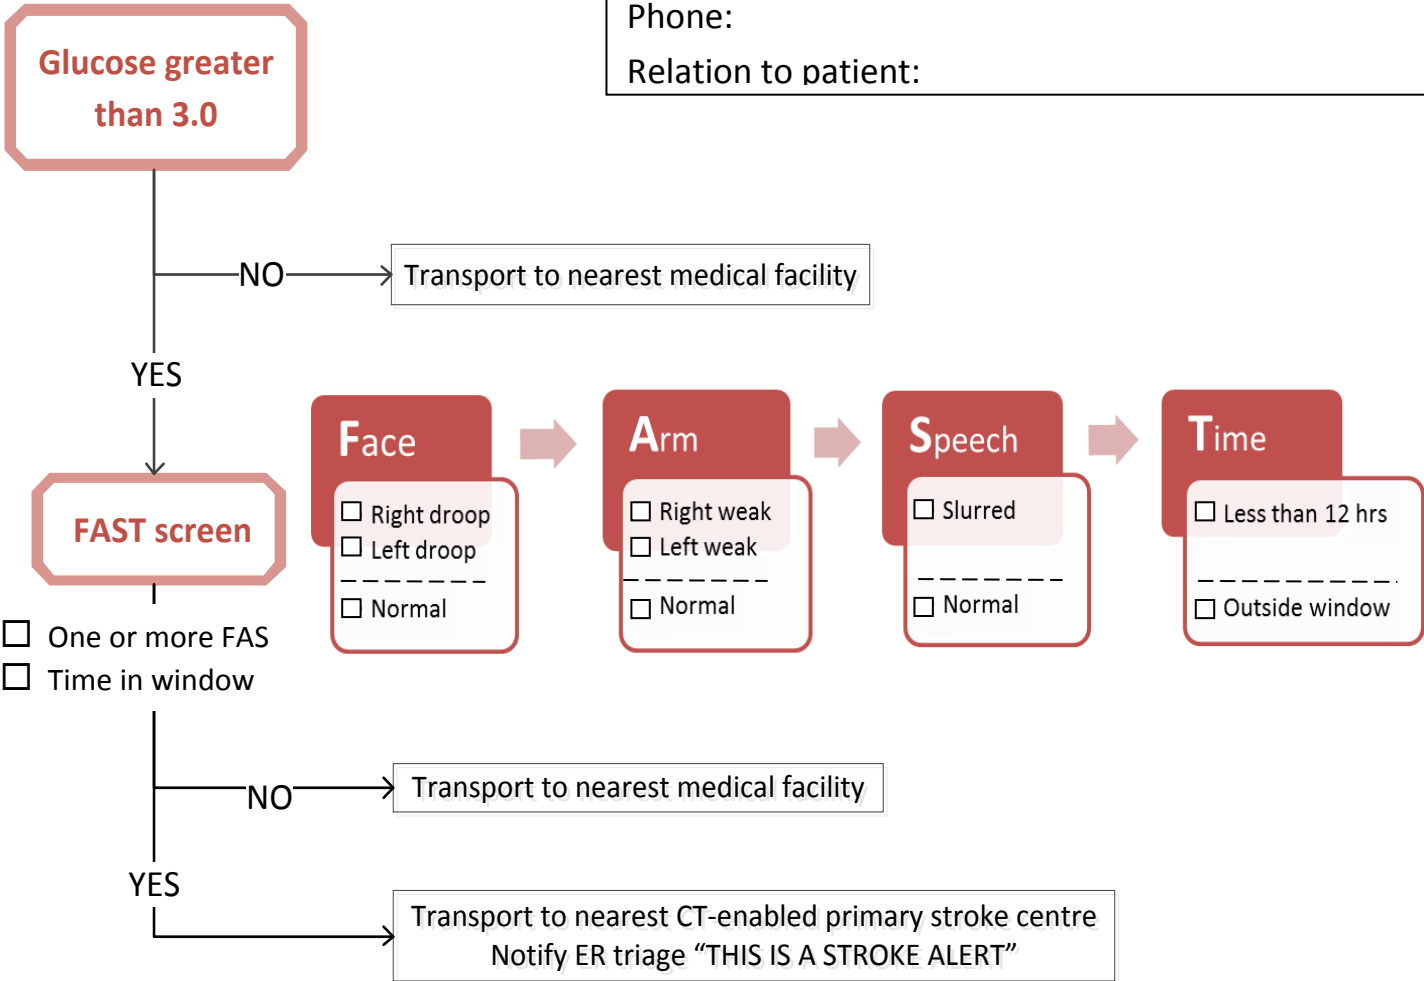 Phone:
Relation to patient:
Glucose greater
than 3.0
NO
Transport to nearest medical facility
YES
FAST screen
Face
☐ Right droop
☐ Left droop
☐ Normal
Arm
☐ Right weak
☐ Left weak
☐ Normal
Speech
☐ Slurred
☐ Normal
Time
☐ Less than 12 hrs
☐ Outside window
☐ One or more FAS
☐ Time in window
NO
Transport to nearest medical facility
YES
Transport to nearest CT-enabled primary stroke centre
Notify ER triage “THIS IS A STROKE ALERT”